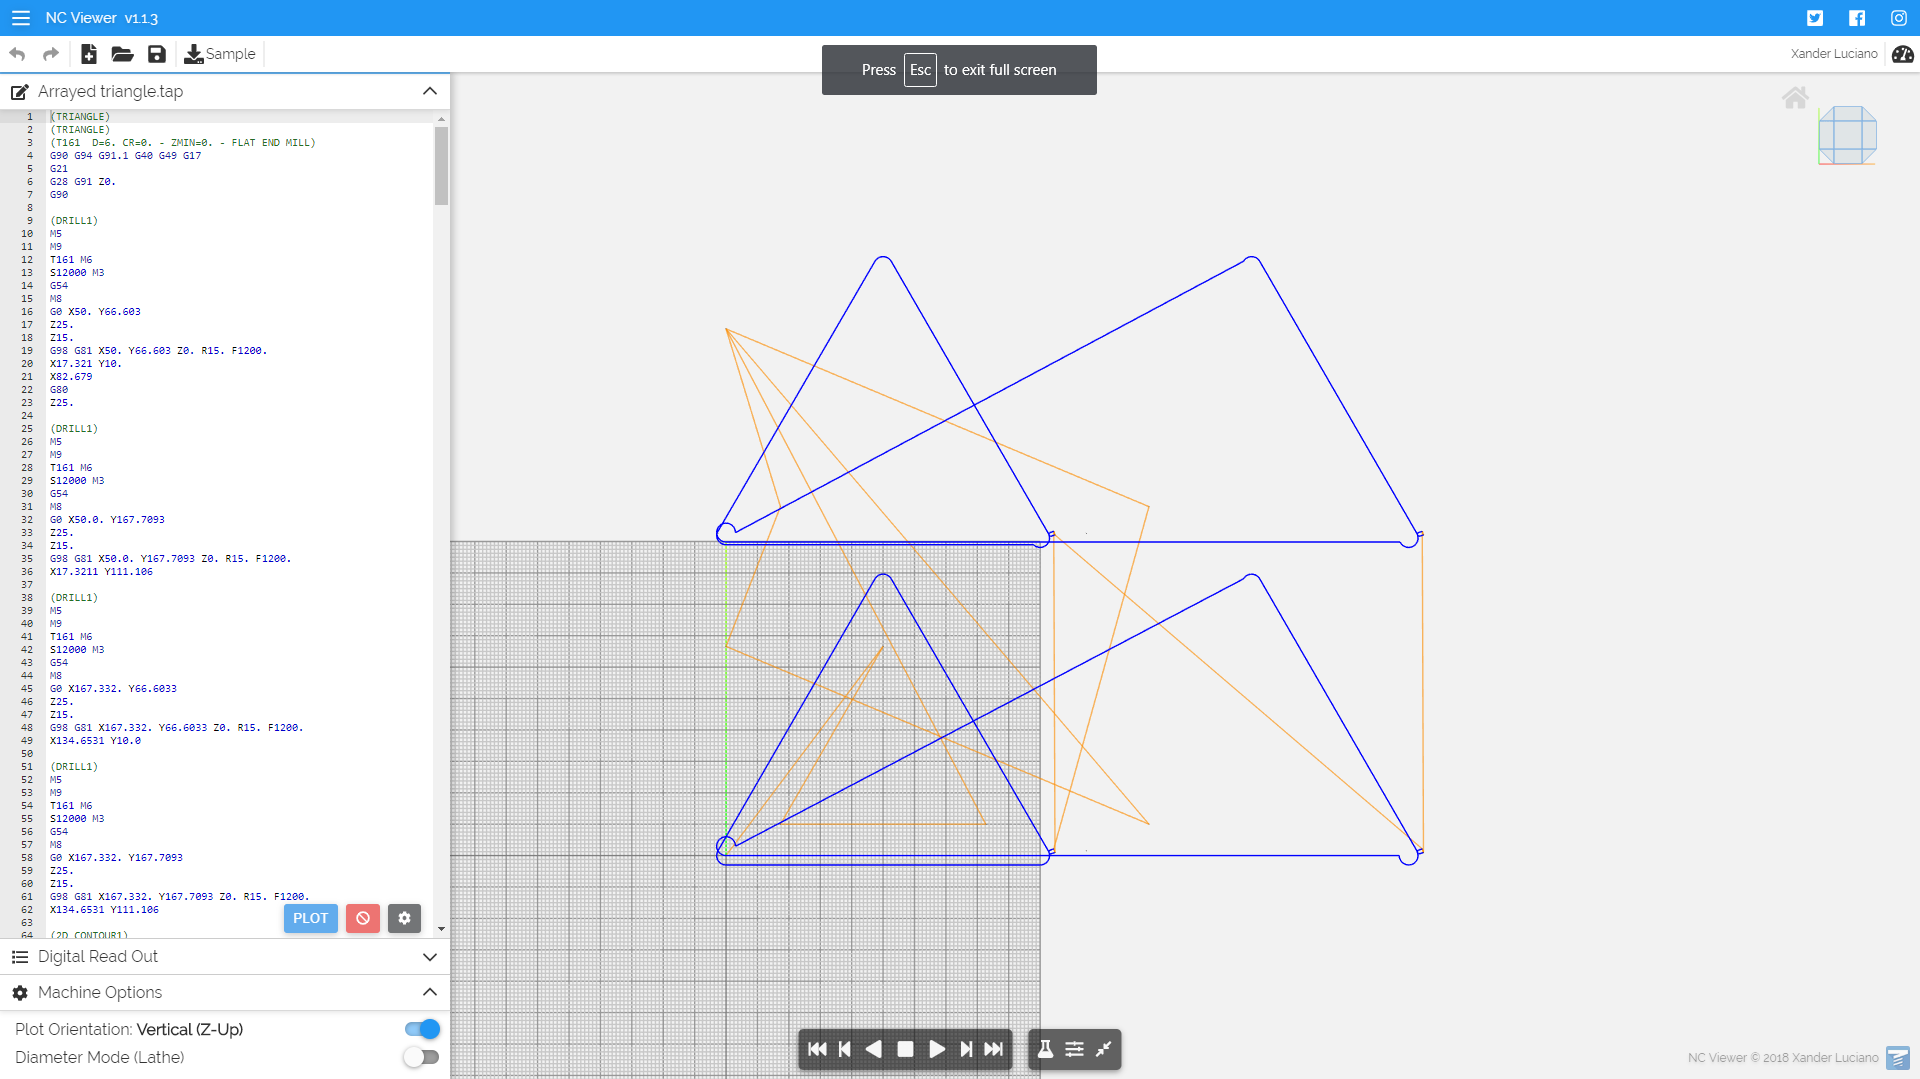 NC Viewer v1.1.3
Sample
Press Esc to exit full screen
Xander Luciano
Arrayed triangle.tap
1 (TRIANGLE)
2 (TRIANGLE)
3 (T161  D=6. CR=0. - ZMIN=0. - FLAT END MILL)
4 G90 G94 G91.1 G40 G49 G17
5 G21
6 G28 G91 Z0.
7 G90
8
9 (DRILL1)
10 M5
11 M9
12 T161 M6
13 S12000 M3
14 G54
15 M8
16 G0 X50. Y66.603
17 Z25.
18 Z15.
19 G98 G81 X50. Y66.603 Z0. R15. F1200.
20 X17.321 Y10.
21 X82.679
22 G80
23 Z25.
24
25 (DRILL1)
26 M5
27 M9
28 T161 M6
29 S12000 M3
30 G54
31 M8
32 G0 X50.0. Y167.7093
33 Z25.
34 Z15.
35 G98 G81 X50.0. Y167.7093 Z0. R15. F1200.
36 X17.3211 Y111.106
37
38 (DRILL1)
39 M5
40 M9
41 T161 M6
42 S12000 M3
43 G54
44 M8
45 G0 X167.332. Y66.6033
46 Z25.
47 Z15.
48 G98 G81 X167.332. Y66.6033 Z0. R15. F1200.
49 X134.6531 Y10.0
50
51 (DRILL1)
52 M5
53 M9
54 T161 M6
55 S12000 M3
56 G54
57 M8
58 G0 X167.332. Y167.7093
59 Z25.
60 Z15.
61 G98 G81 X167.332. Y167.7093 Z0. R15. F1200.
62 X134.6531 Y111.106
63
64 (2D CONTOUR1)
PLOT
Digital Read Out
Machine Options
Plot Orientation: Vertical (Z-Up)
Diameter Mode (Lathe)
NC Viewer © 2018 Xander Luciano